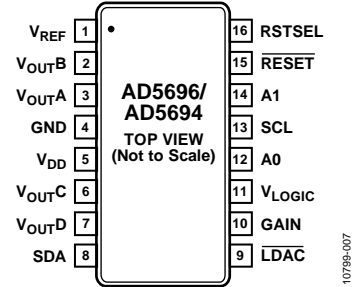 VREF 1
VOUTB 2
VOUTA 3
GND 4
VDD 5
VOUTC 6
VOUTD 7
SDA 8
AD5696/
AD5694
TOP VIEW
(Not to Scale)
16 RSTSEL
15 RESET
14 A1
13 SCL
12 A0
11 VLOGIC
10 GAIN
9 LDAC
10799-007